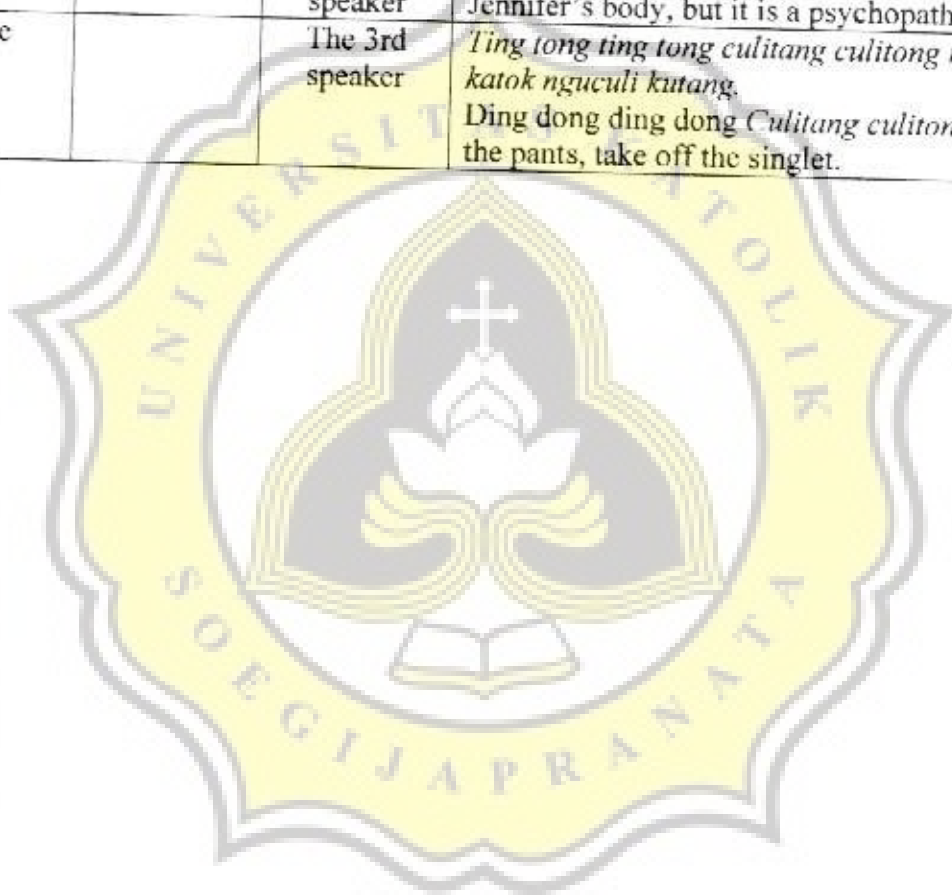 speaker Jennifer's body, but it is a psychopath
The 3rd Ting tong ting tong culitang culitong
speaker katok nguculi kutang.
Ding dong ding dong Culitang culiton
the pants, take off the singlet.
UNIVERSITAS KATOLIK
SOEGIJAPRANATA